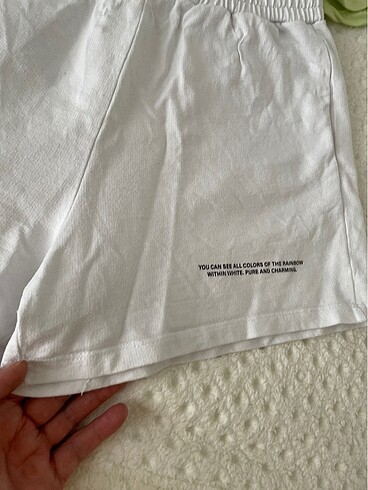 YOU CAN SEE ALL COLORS OF THE RAINBOW
WITHIN WHITE. PURE AND CHARMING.